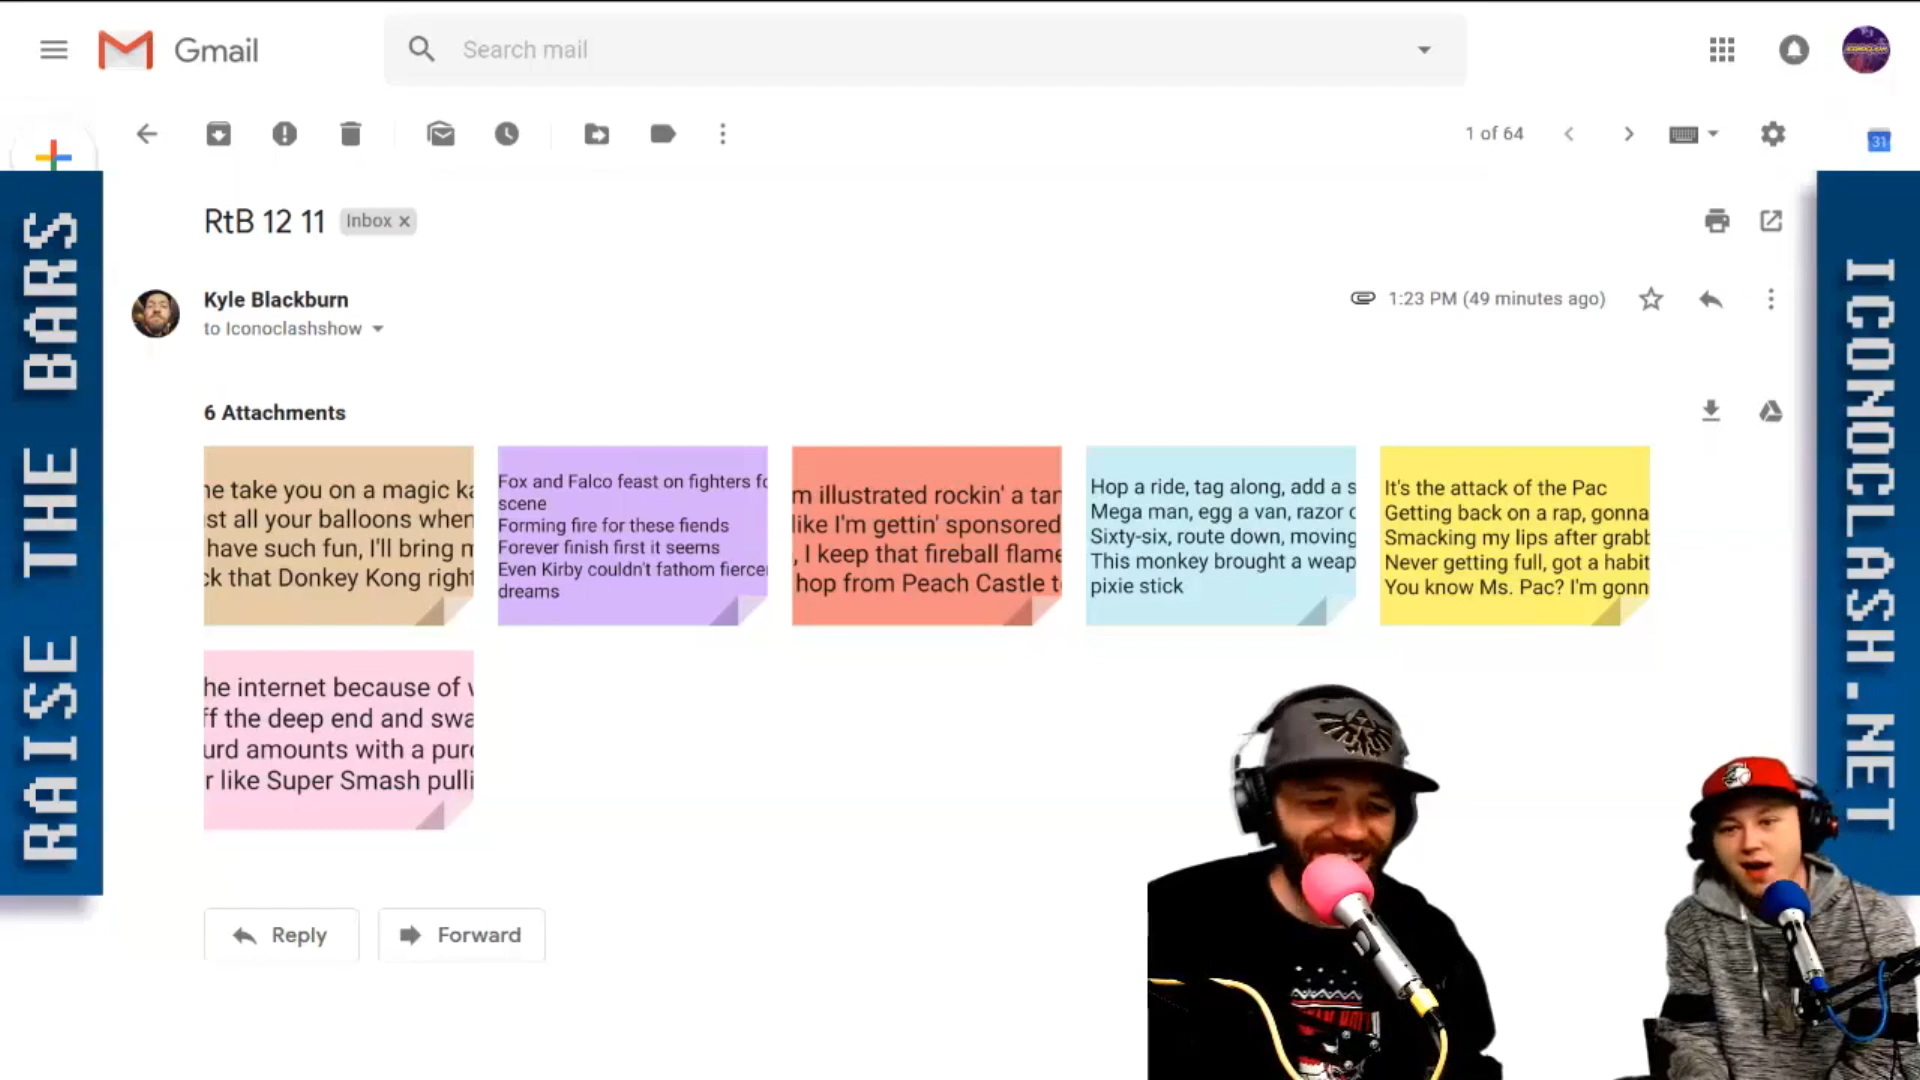 Gmail
Search mail
1 of 64
31
RtB 12 11
Inbox
Kyle Blackburn
to Iconoclashshow
1:23 PM (49 minutes ago)
6 Attachments
take you on a magic
all your balloons when
have such fun, I'll bring
that Donkey Kong right
Fox and Falco feast on fighters
scene
Forming fire for these fiends
Forever finish first it seems
Even Kirby couldn't fathom fierce
dreams
m illustrated rockin' a
like I'm gettin' sponsored
, I keep that fireball flame
hop from Peach Castle
Hop a ride, tag along, add a s
Mega man, egg a van, razor
Sixty-six, route down, moving
This monkey brought a weap
pixie stick
It's the attack of the Pac
Getting back on a rap, gonna
Smacking my lips after grabb
Never getting full, got a habit
You know Ms. Pac? I'm gonn
he internet because of
ff the deep end and swa
urd amounts with a pur
r like Super Smash pulli
Reply
Forward
RAISE THE BARS
ICONOCLASH.NET